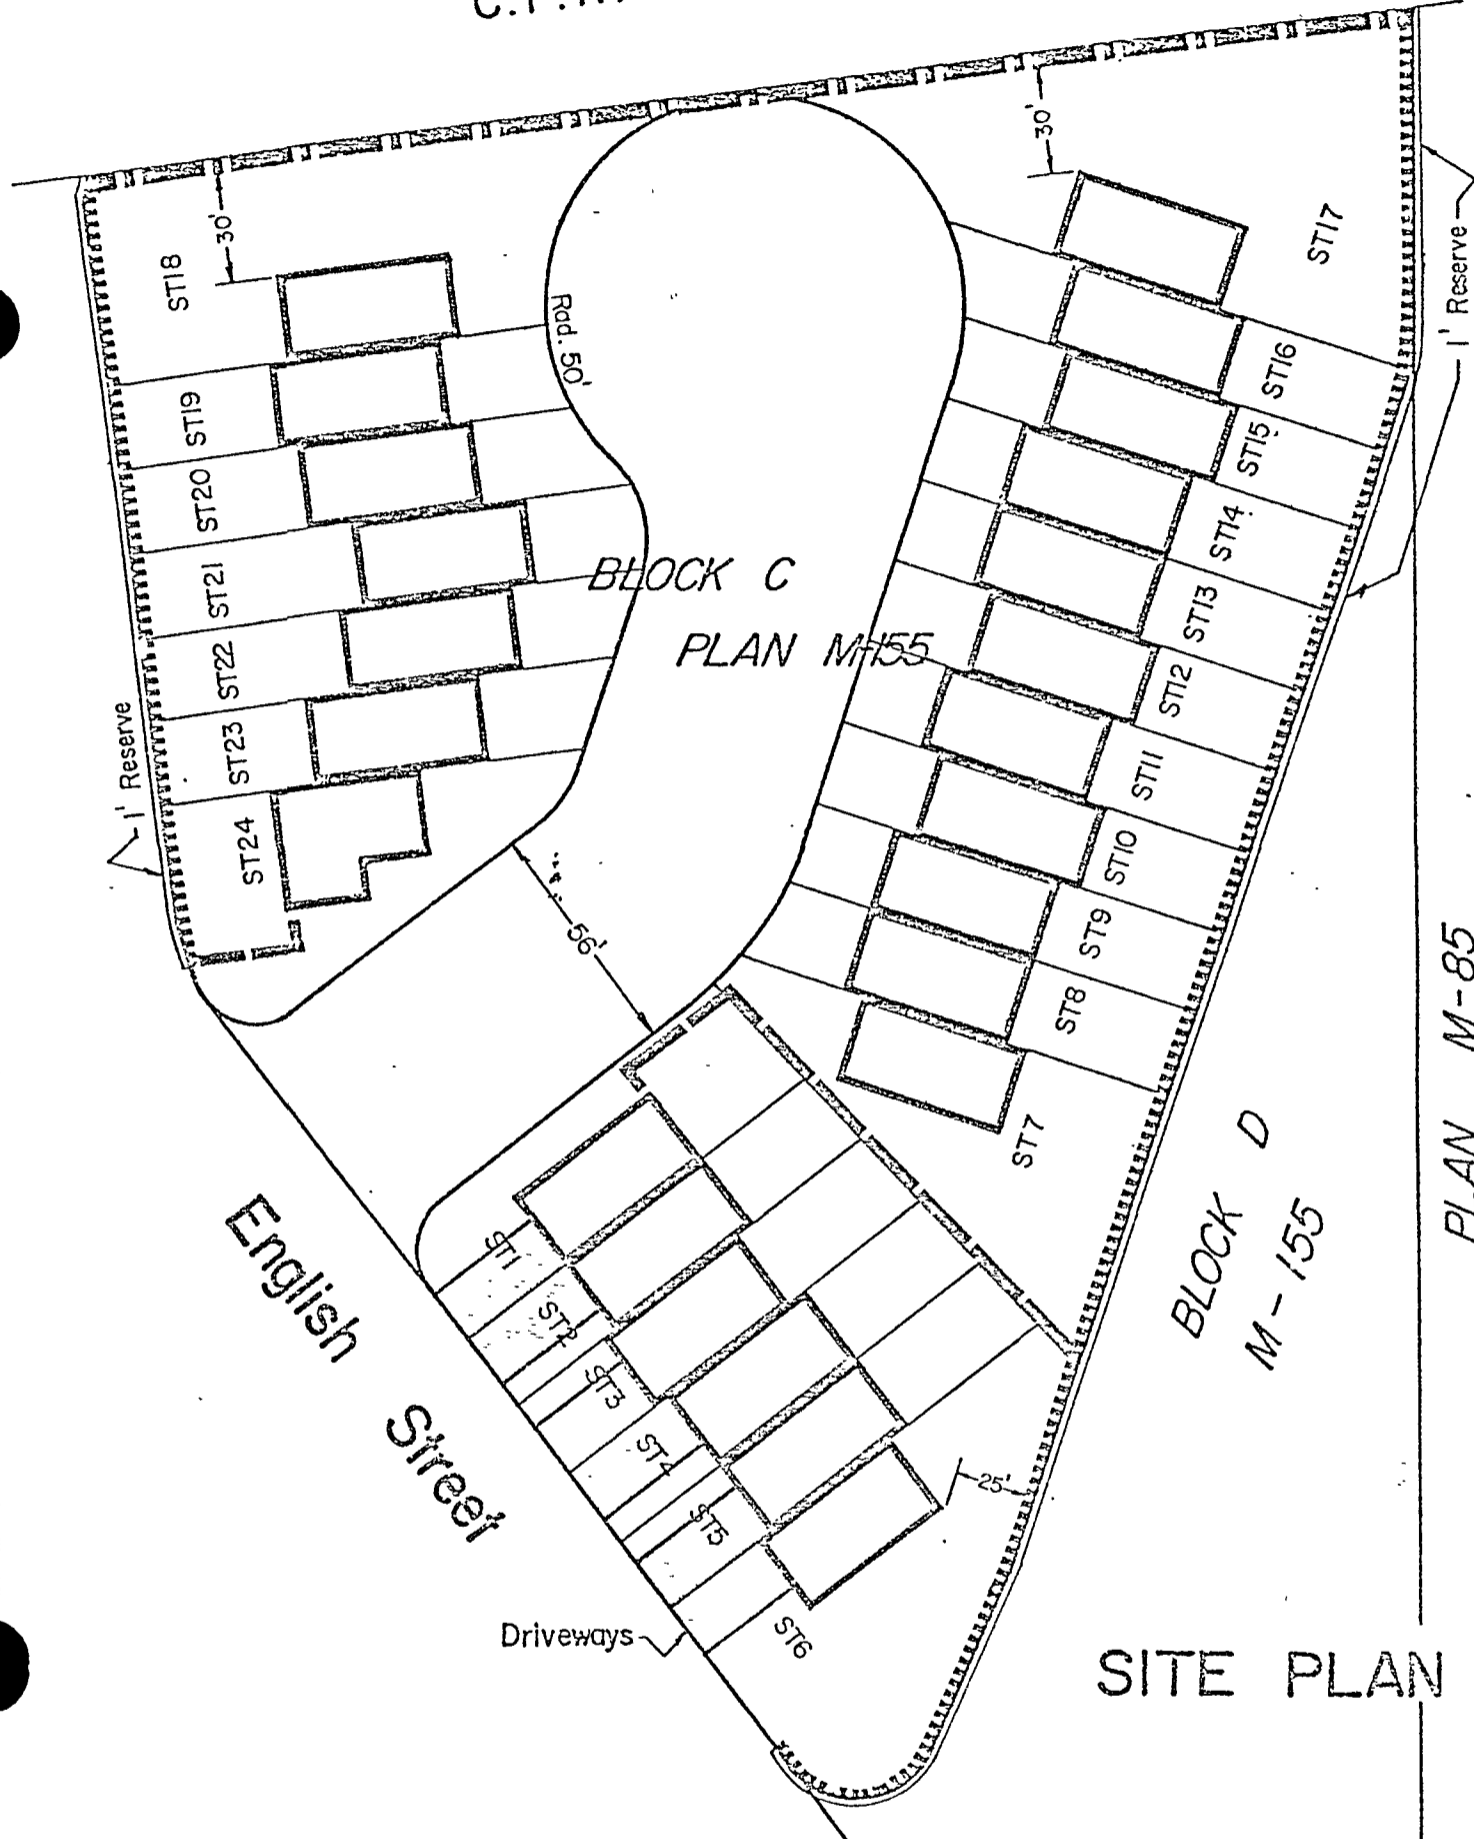 C.P.R.
30'
30'
ST18
ST17
1' Reserve
Rad. 50'
ST19
ST16
ST20
ST15
ST21
BLOCK C
ST14
PLAN M-155
ST13
ST22
ST12
ST23
ST11
1' Reserve
ST24
ST10
56'
ST9
ST8
PLAN M-85
ST7
BLOCK D
M-155
English Street
ST1
ST2
ST3
ST4
ST5
ST6
25'
Driveways
SITE PLAN